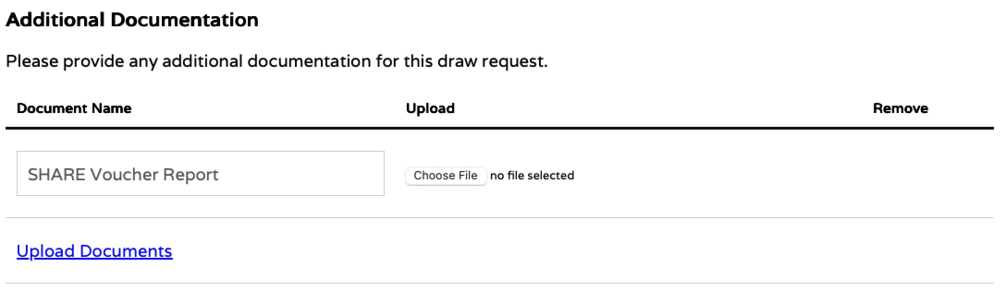 Additional Documentation
Please provide any additional documentation for this draw request.
Document Name Upload Remove
SHARE Voucher Report Choose File no file selected
Upload Documents